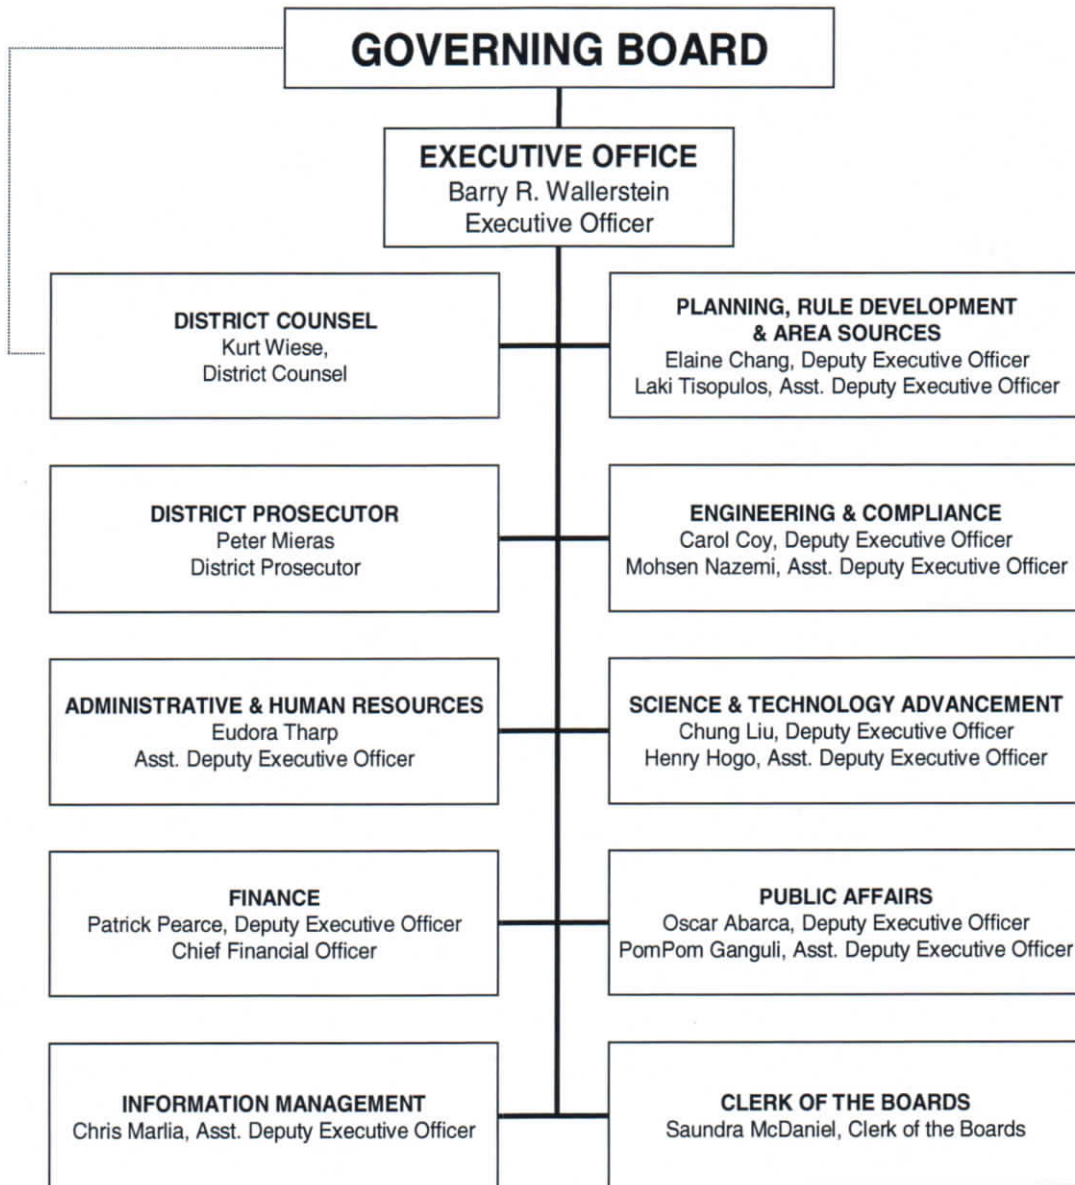 GOVERNING BOARD
EXECUTIVE OFFICE
Barry R. Wallerstein
Executive Officer
DISTRICT COUNSEL
Kurt Wiese,
District Counsel
PLANNING, RULE DEVELOPMENT
& AREA SOURCES
Elaine Chang, Deputy Executive Officer
Laki Tisopulos, Asst. Deputy Executive Officer
DISTRICT PROSECUTOR
Peter Mieras
District Prosecutor
ENGINEERING & COMPLIANCE
Carol Coy, Deputy Executive Officer
Mohsen Nazemi, Asst. Deputy Executive Officer
ADMINISTRATIVE & HUMAN RESOURCES
Eudora Tharp
Asst. Deputy Executive Officer
SCIENCE & TECHNOLOGY ADVANCEMENT
Chung Liu, Deputy Executive Officer
Henry Hogo, Asst. Deputy Executive Officer
FINANCE
Patrick Pearce, Deputy Executive Officer
Chief Financial Officer
PUBLIC AFFAIRS
Oscar Abarca, Deputy Executive Officer
PomPom Ganguli, Asst. Deputy Executive Officer
INFORMATION MANAGEMENT
Chris Marlia, Asst. Deputy Executive Officer
CLERK OF THE BOARDS
Saundra McDaniel, Clerk of the Boards